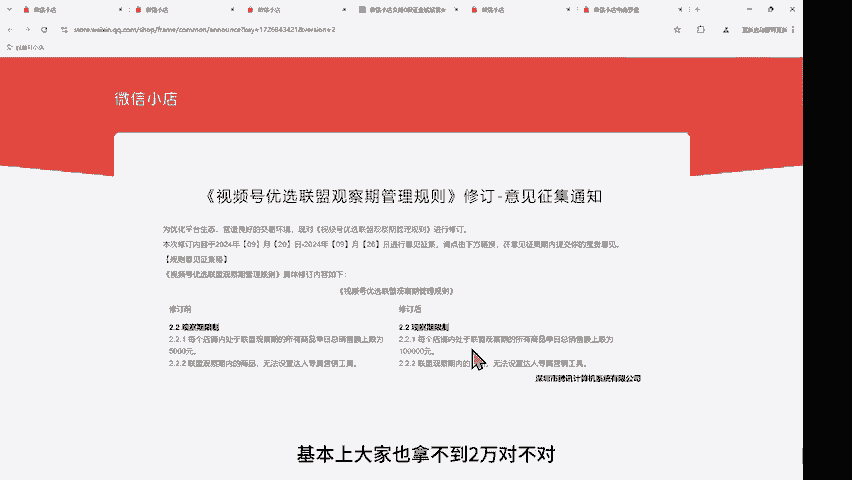 微信小店
微信小店
微信小店
微信小店
store.weixin.qq.com/shop/frame/common/announce?key=1726843421&version=2
微信小店
《视频号优选联盟观察期管理规则》修订-意见征集通知
为优化平台生态，营造良好的交易环境，现对《视频号优选联盟观察期管理规则》进行修订。
本次修订内容于2024年【09】月【20】日-2024年【09】月【26】日进行意见征集，请点击下方链接，在意见征集周期内提交你的宝贵意见。
【规则意见征集稿】
《视频号优选联盟观察期管理规则》具体修订内容如下：
《视频号优选联盟观察期管理规则》
修订前
修订后
2.2 观察期限制
2.2 观察期限制
2.2.1 每个店铺内处于联盟观察期的所有商品单日总销售额上限为
2.2.1 每个店铺内处于联盟观察期的所有商品单日总销售额上限为
5000元。
100000元。
2.2.2 联盟观察期内的商品，无法设置达人专属营销工具。
2.2.2 联盟观察期内的，无法设置达人专属营销工具。
深圳市腾讯计算机系统有限公司
基本上大家也拿不到2万对不对